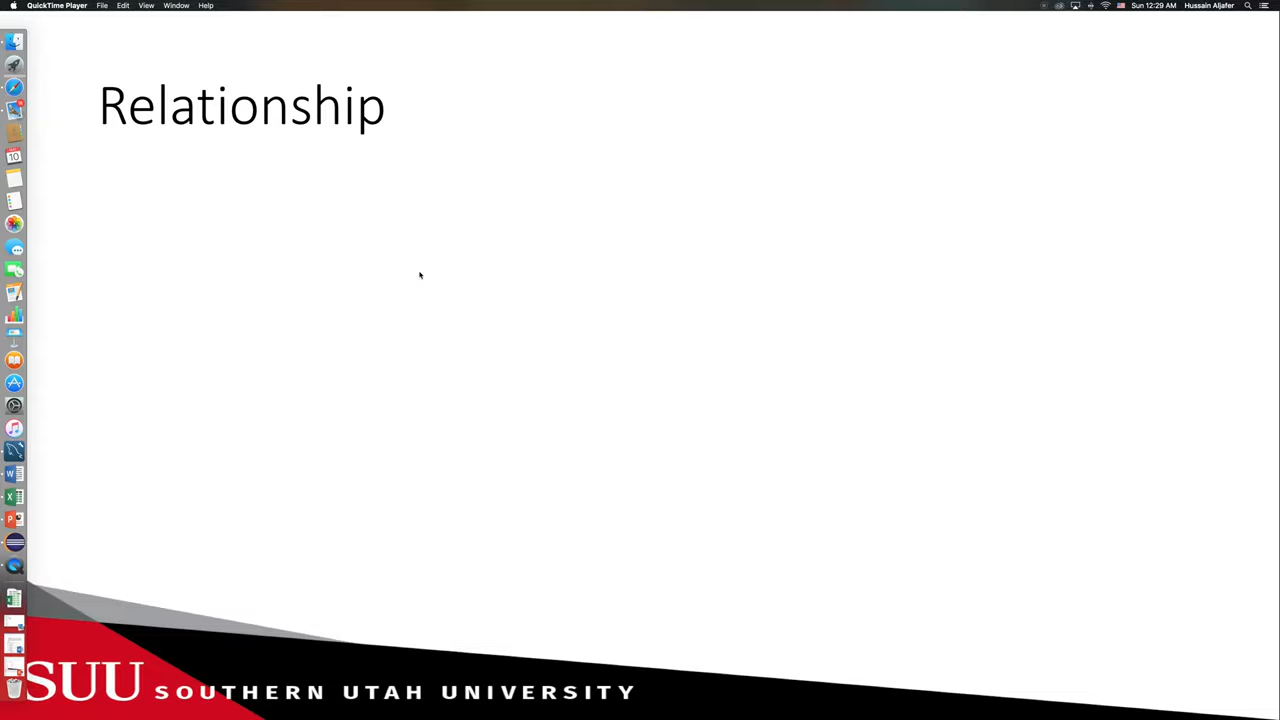 QuickTime Player File Edit View Window Help Sun 12:29 AM Hussain Aljafer
Relationship
SUU SOUTHERN UTAH UNIVERSITY